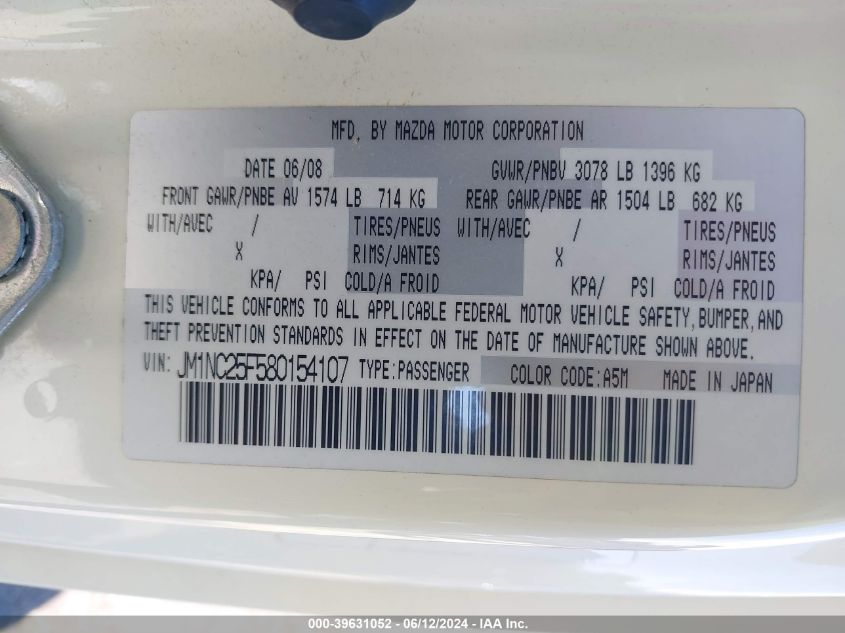 MFD. BY MAZDA MOTOR CORPORATION
DATE 06/08 GVWR/PNBV 3078 LB 1396 KG
FRONT GAWR/PNBE AV 1574 LB 714 KG REAR GAWR/PNBE AR 1504 LB 682 KG
WITH/AVEC / TIRES/PNEUS WITH/AVEC / TIRES/PNEUS
X RIMS/JANTES X RIMS/JANTES
KPA/ PSI COLD/A FROID KPA/ PSI COLD/A FROID
THIS VEHICLE CONFORMS TO ALL APPLICABLE FEDERAL MOTOR VEHICLE SAFETY, BUMPER, AND
THEFT PREVENTION STANDARDS IN EFFECT ON THE DATE OF MANUFACTURE SHOWN ABOVE.
VIN: JM1NC25F580154107 TYPE:PASSENGER COLOR CODE:A5M MADE IN JAPAN
000-39631052 - 06/12/2024 - IAA Inc.